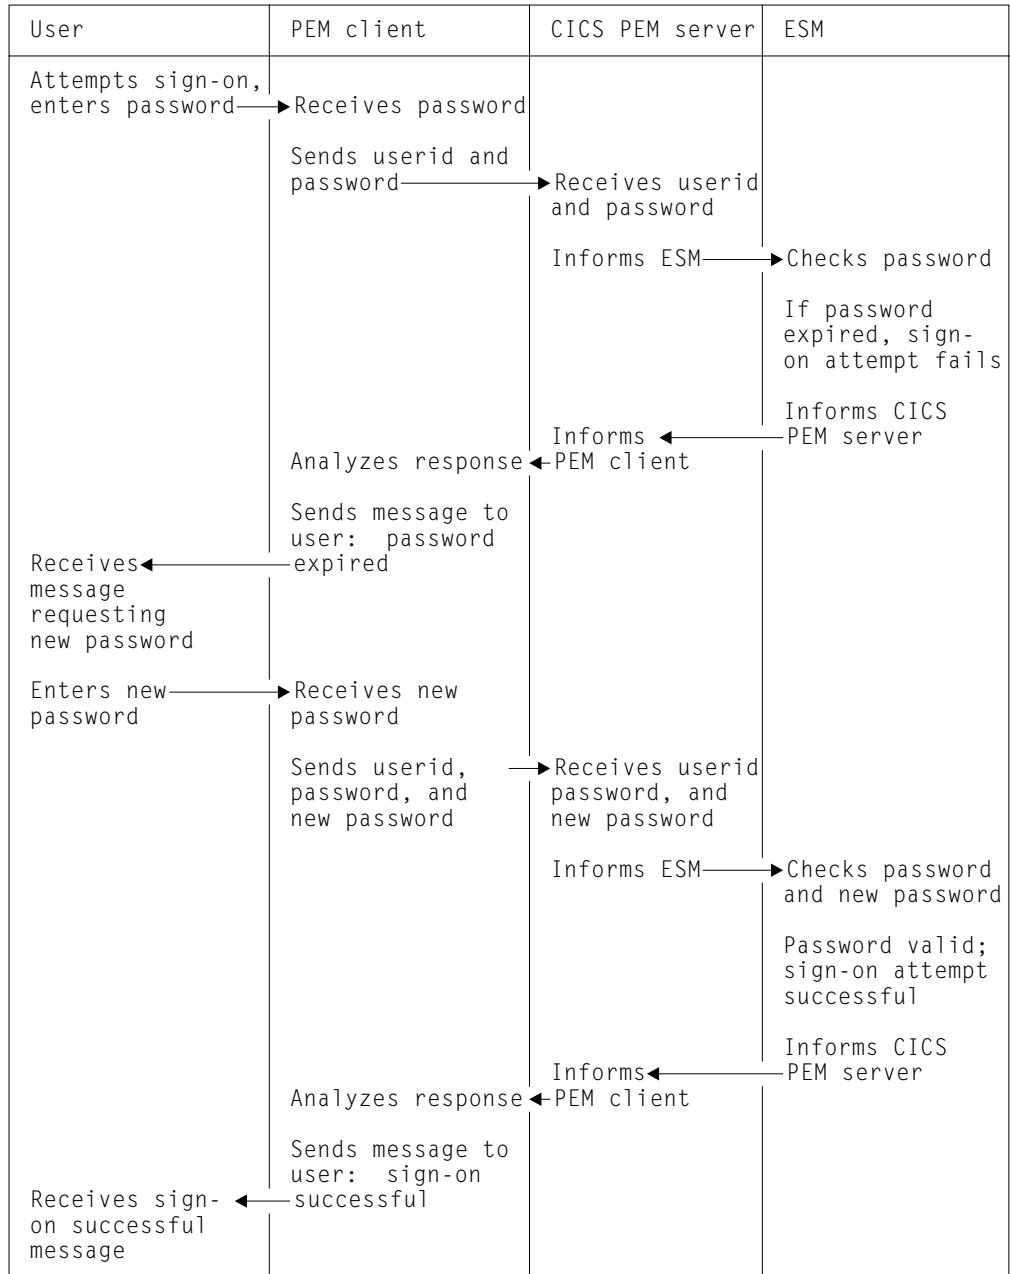 User PEM client CICS PEM server ESM
Attempts sign-on,
enters password Receives password
Sends userid and
password Receives userid
and password
Informs ESM Checks password
If password
expired, sign-
on attempt fails
Informs CICS
Informs PEM server
Analyzes response PEM client
Sends message to
user: password
Receives expired
message
requesting
new password
Enters new Receives new
password password
Sends userid, Receives userid
password, and password, and
new password new password
Informs ESM Checks password
and new password
Password valid;
sign-on attempt
successful
Informs CICS
Informs PEM server
Analyzes response PEM client
Sends message to
user: sign-on
Receives sign- successful
on successful
message